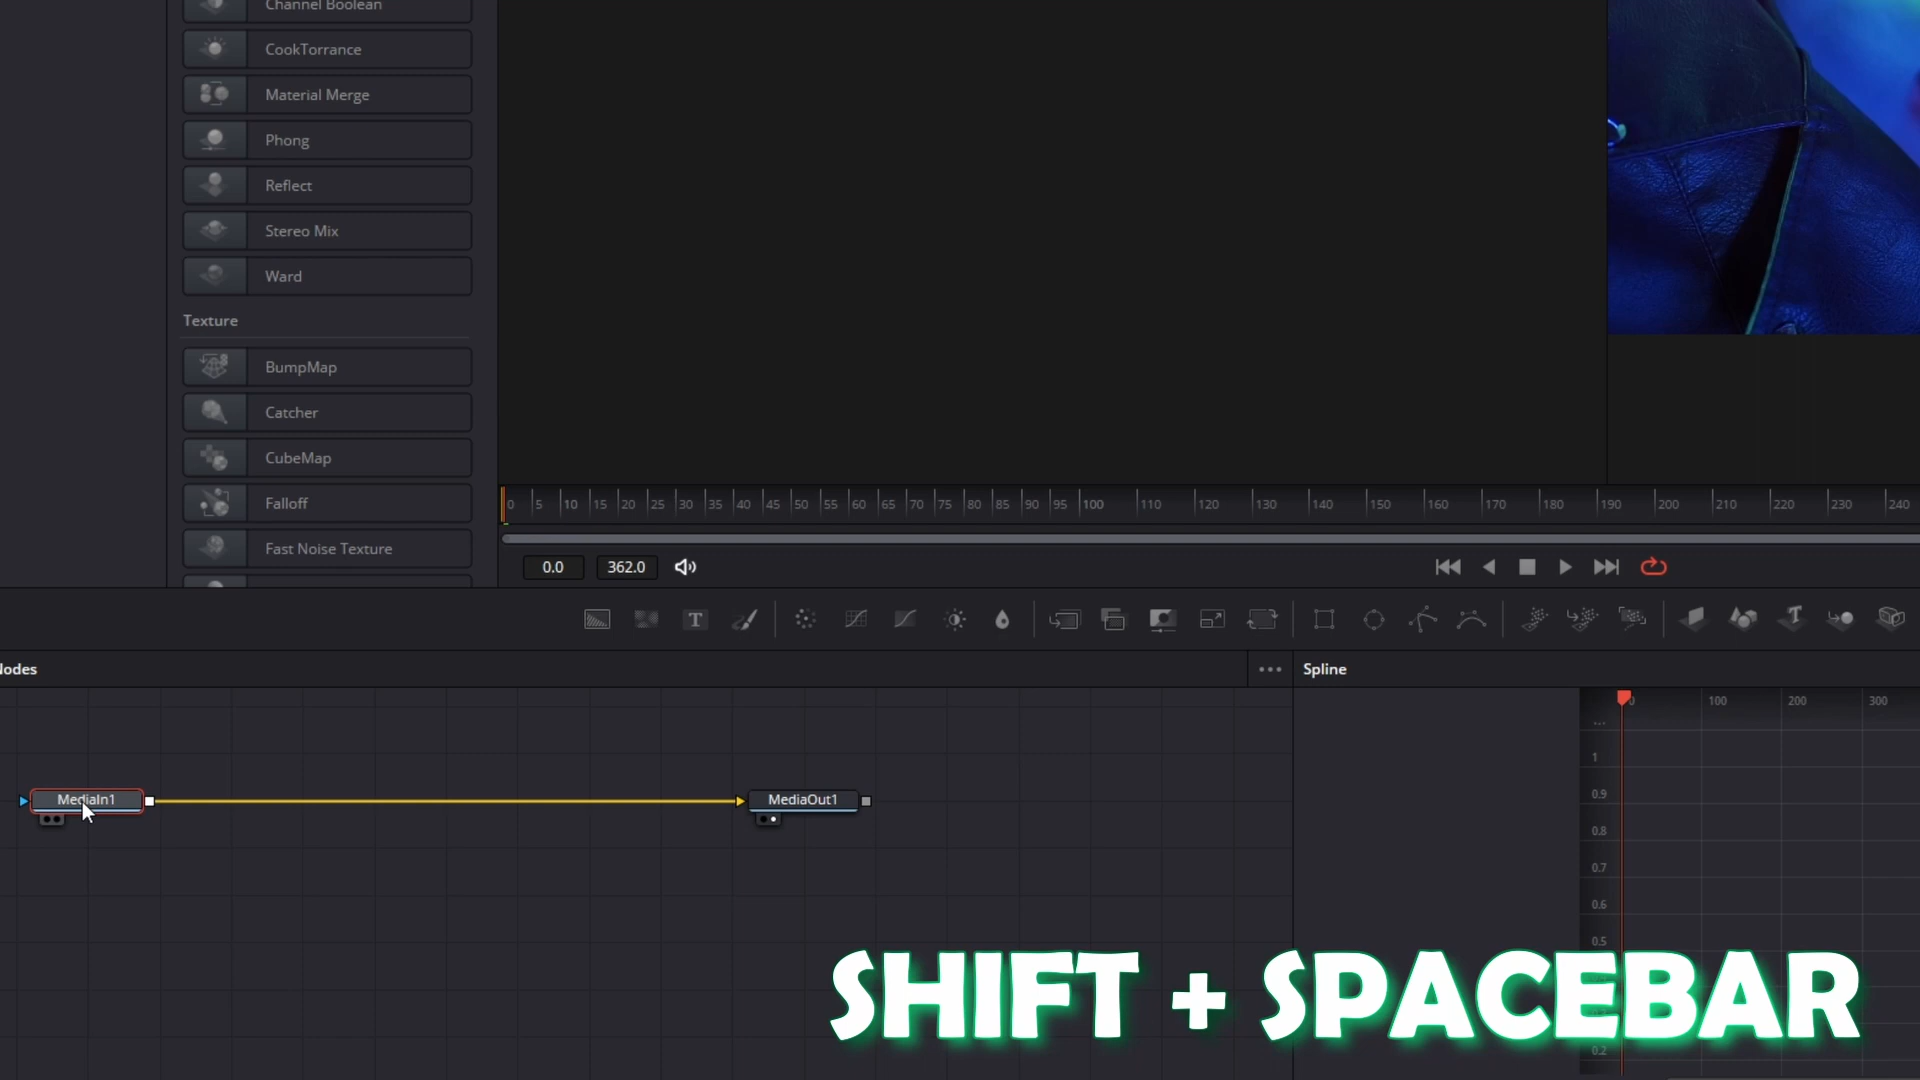 Channel Boolean
CookTorrance
Material Merge
Phong
Reflect
Stereo Mix
Ward
Texture
BumpMap
Catcher
CubeMap
Falloff
Fast Noise Texture
0 5 10 15 20 25 30 35 40 45 50 55 60 65 70 75 80 85 90 95 100 110 120 130 140 150 160 170 180 190 200 210 220 230 240
0.0 362.0
T
Nodes
Spline
0 100 200 300
1
0.9
0.8
0.7
0.6
0.5
0.2
MediaIn1
MediaOut1
SHIFT + SPACEBAR